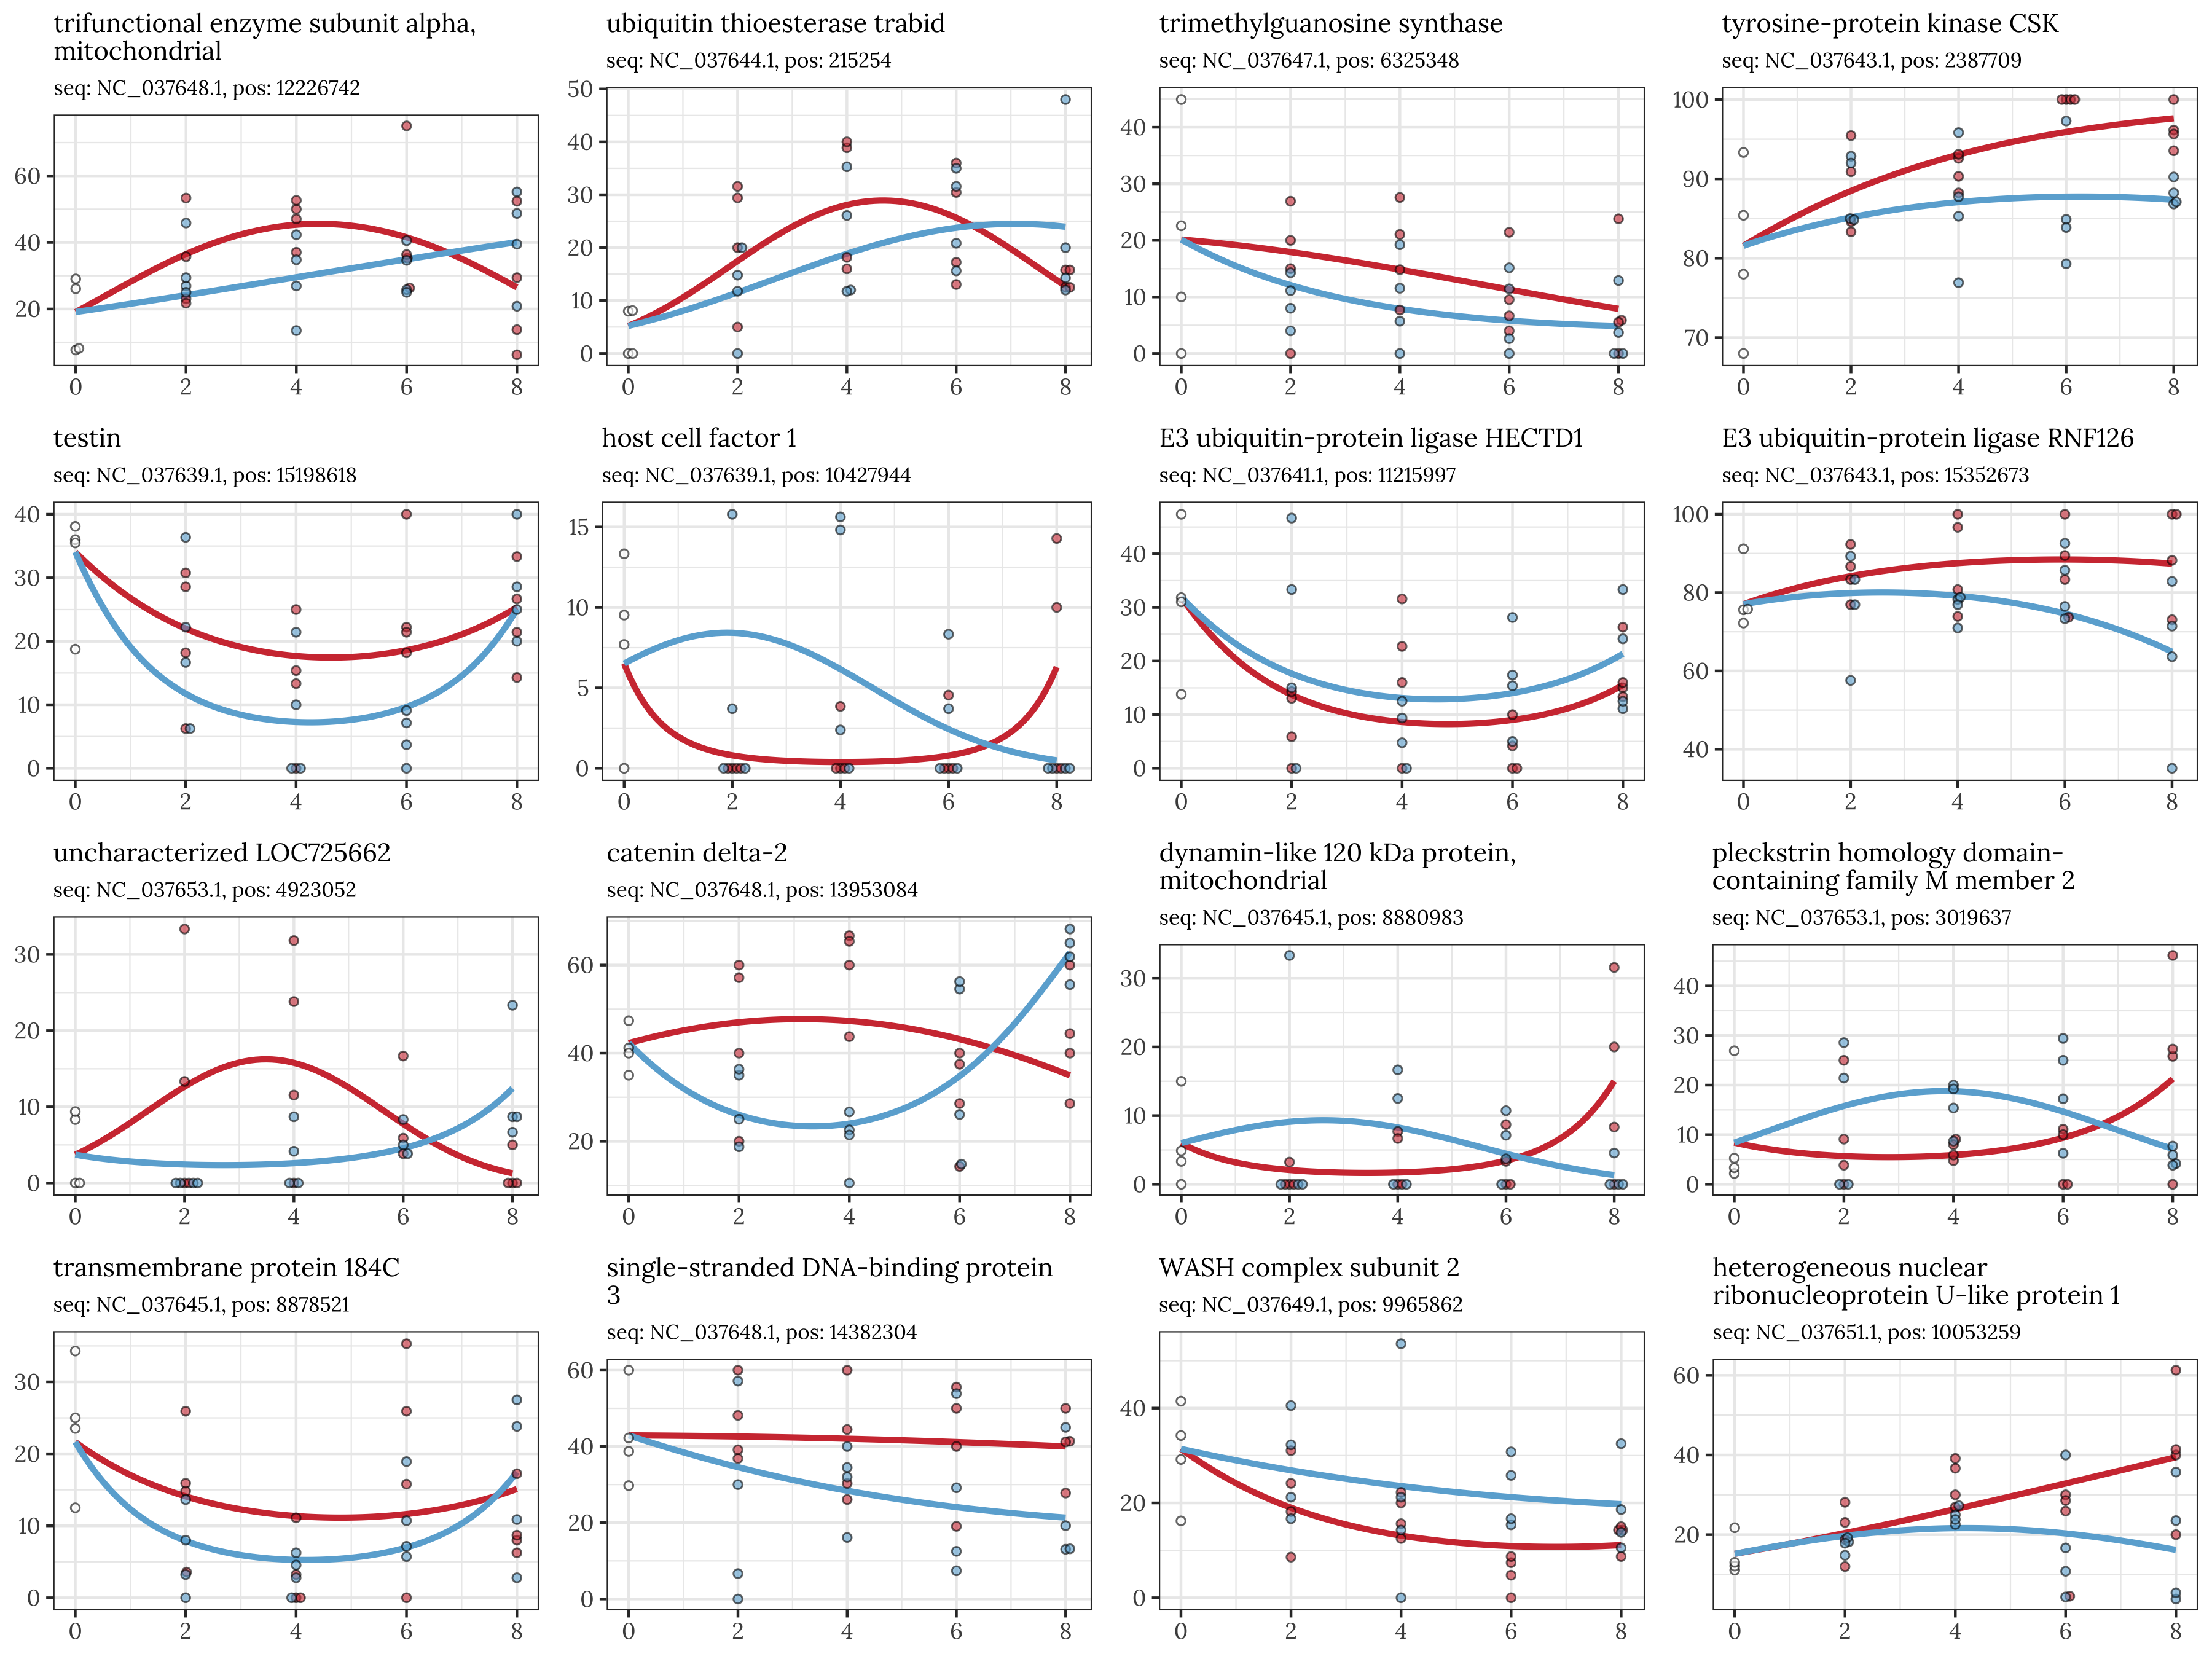 trifunctional enzyme subunit alpha,
mitochondrial
seq: NC_037648.1, pos: 12226742
60
40
20
0 2 4 6 8
ubiquitin thioesterase trabid
seq: NC_037644.1, pos: 215254
50
40
30
20
10
0
0 2 4 6 8
trimethylguanosine synthase
seq: NC_037647.1, pos: 6325348
40
30
20
10
0
0 2 4 6 8
tyrosine-protein kinase CSK
seq: NC_037643.1, pos: 2387709
100
90
80
70
0 2 4 6 8
testin
seq: NC_037639.1, pos: 15198618
40
30
20
10
0
0 2 4 6 8
host cell factor 1
seq: NC_037639.1, pos: 10427944
15
10
5
0
0 2 4 6 8
E3 ubiquitin-protein ligase HECTD1
seq: NC_037641.1, pos: 11215997
40
30
20
10
0
0 2 4 6 8
E3 ubiquitin-protein ligase RNF126
seq: NC_037643.1, pos: 15352673
100
80
60
40
0 2 4 6 8
uncharacterized LOC725662
seq: NC_037653.1, pos: 4923052
30
20
10
0
0 2 4 6 8
catenin delta-2
seq: NC_037648.1, pos: 13953084
60
40
20
0 2 4 6 8
dynamin-like 120 kDa protein,
mitochondrial
seq: NC_037645.1, pos: 8880983
30
20
10
0
0 2 4 6 8
pleckstrin homology domain-
containing family M member 2
seq: NC_037653.1, pos: 3019637
40
30
20
10
0
0 2 4 6 8
transmembrane protein 184C
seq: NC_037645.1, pos: 8878521
30
20
10
0
0 2 4 6 8
single-stranded DNA-binding protein
3
seq: NC_037648.1, pos: 14382304
60
40
20
0
0 2 4 6 8
WASH complex subunit 2
seq: NC_037649.1, pos: 9965862
40
20
0
0 2 4 6 8
heterogeneous nuclear
ribonucleoprotein U-like protein 1
seq: NC_037651.1, pos: 10053259
60
40
20
0 2 4 6 8